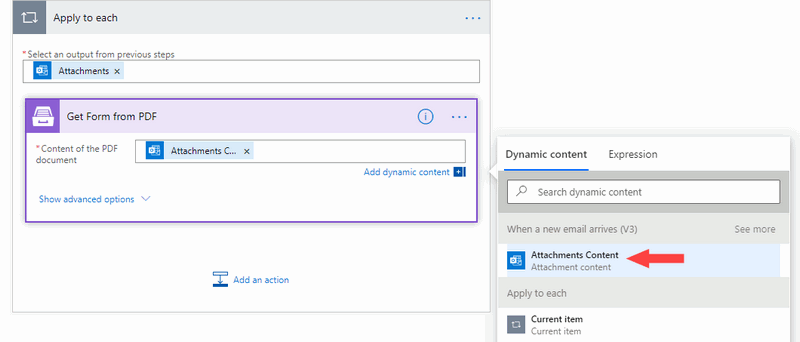 Apply to each
...
*Select an output from previous steps
Attachments ×
Get Form from PDF
...
*Content of the PDF document
Attachments C... ×
Add dynamic content
Show advanced options
Add an action
Dynamic content Expression
Search dynamic content
When a new email arrives (V3) See more
Attachments Content
Attachment content
Apply to each
Current item
Current item